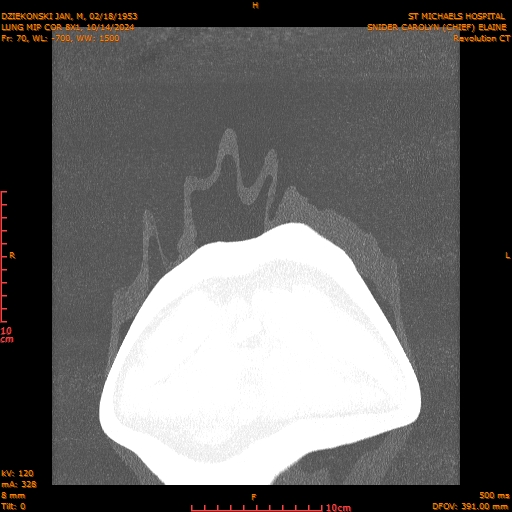 H
DZIEKONSKI JAN, M, 02/18/1953
ST MICHAELS HOSPITAL
LUNG MIP COR 8X1, 10/14/2024
SNIDER CAROLYN (CHIEF) ELAINE
Fr: 70, WL: -700, WW: 1500
Revolution CT
R
L
10
cm
kV: 120
mA: 328
8 mm
500 ms
Tilt: 0
F
DFOV: 391.00 mm
10cm